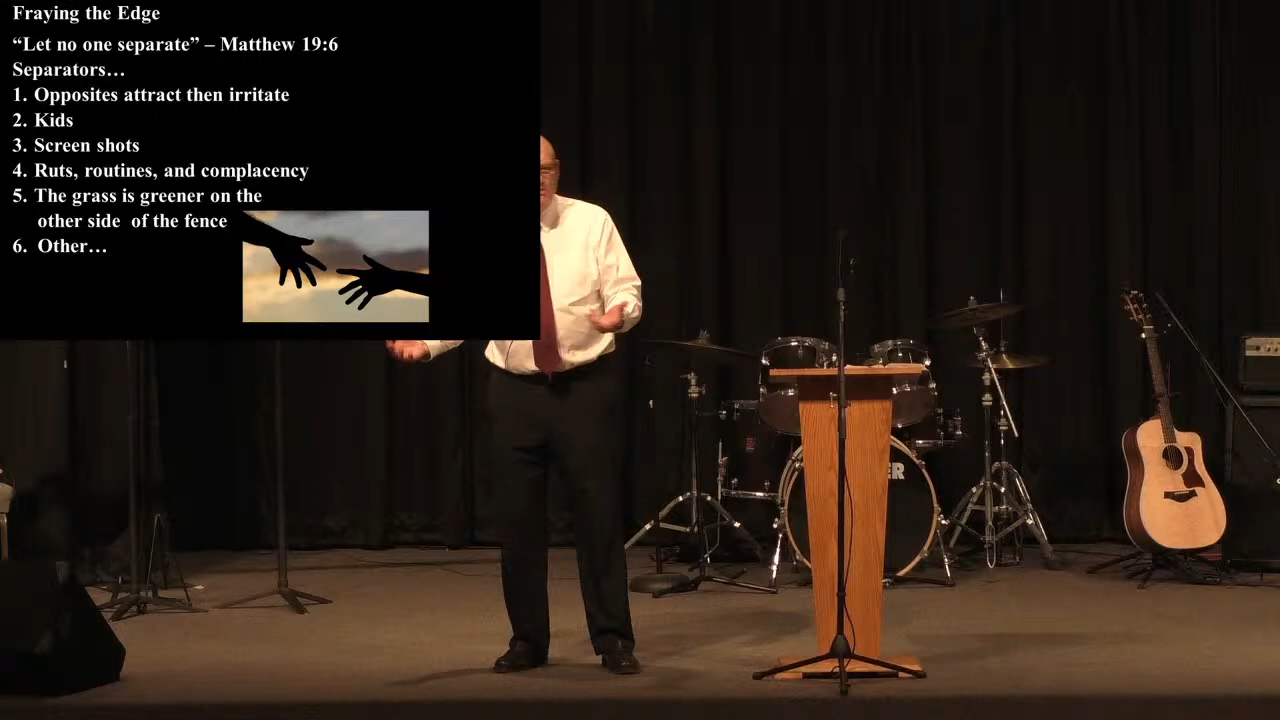 Fraying the Edge
“Let no one separate” – Matthew 19:6
Separators…
1. Opposites attract then irritate
2. Kids
3. Screen shots
4. Ruts, routines, and complacency
5. The grass is greener on the
other side of the fence
6. Other…
ER